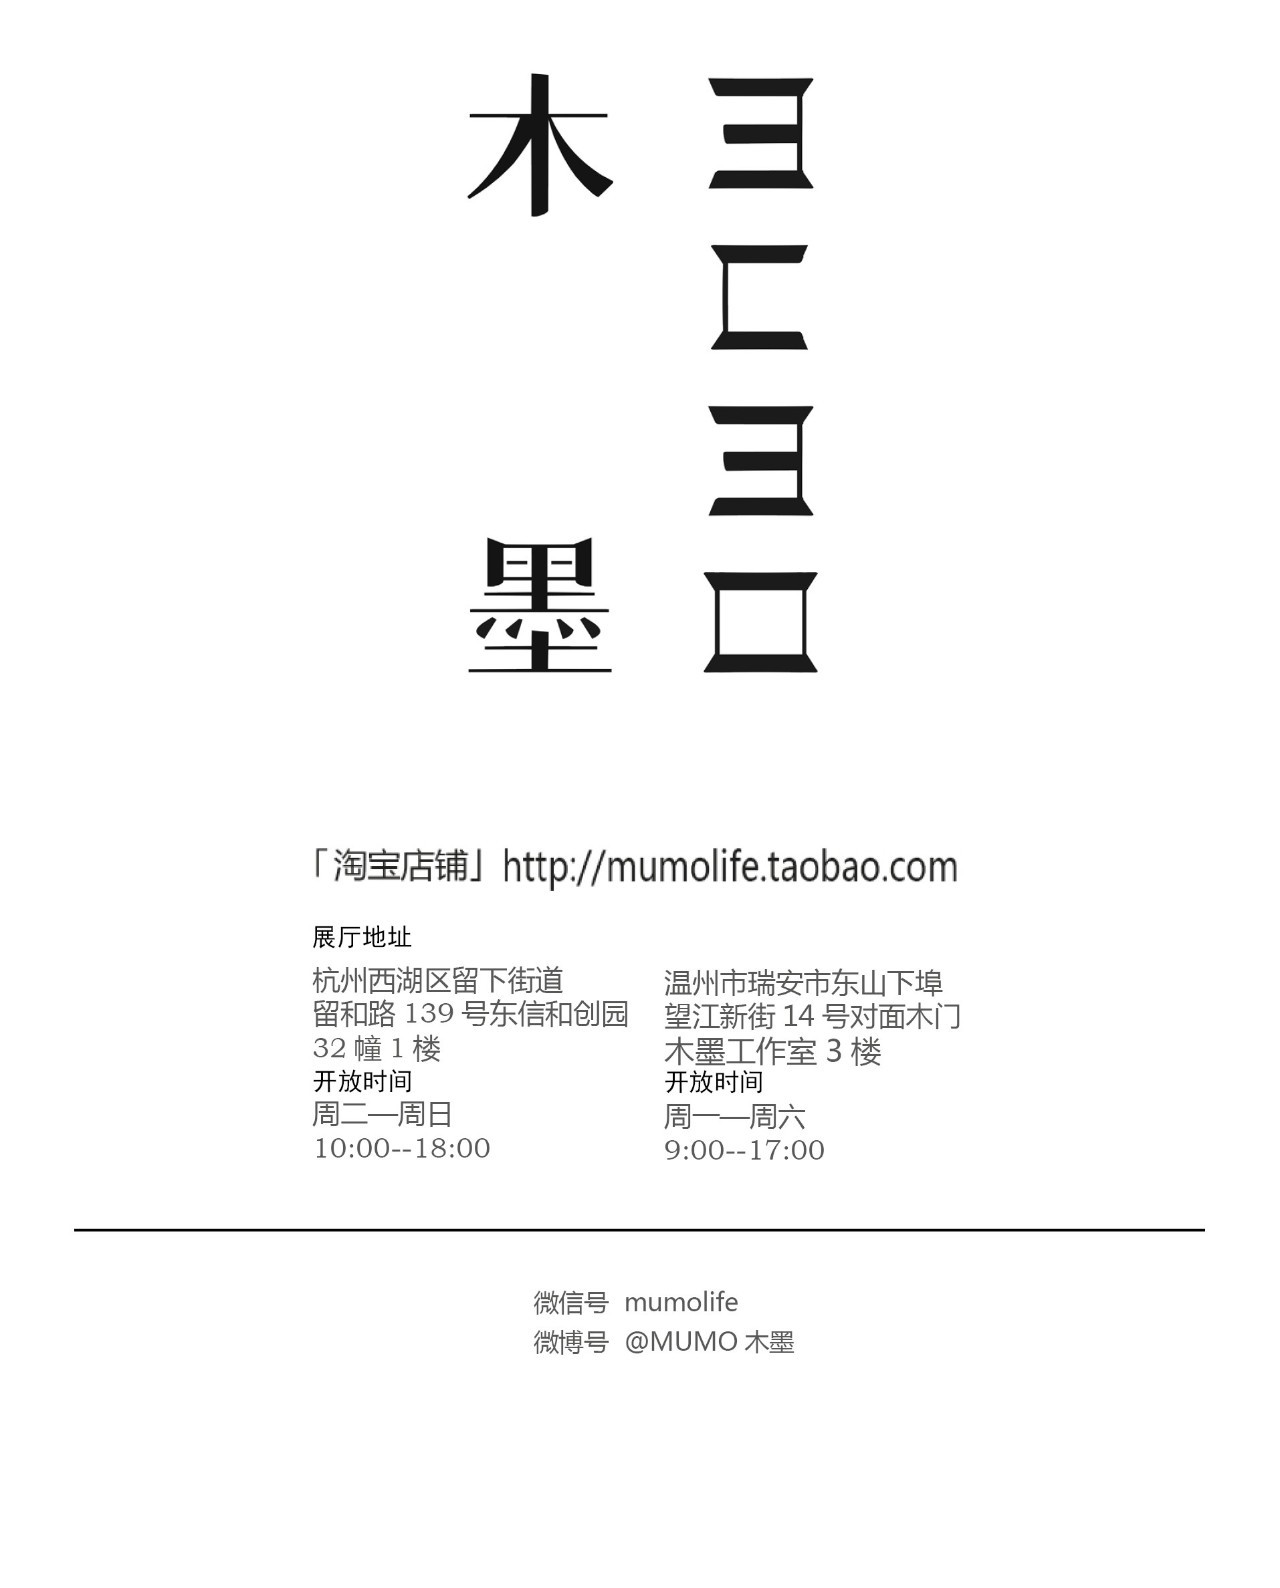 木墨
MUMO
「淘宝店铺」http://mumolife.taobao.com
展厅地址
杭州西湖区留下街道
留和路 139 号东信和创园
32 幢 1 楼
开放时间
周二—周日
10:00--18:00
温州市瑞安市东山下埠
望江新街 14 号对面木门
木墨工作室 3 楼
开放时间
周一—周六
9:00--17:00
微信号 mumolife
微博号 @MUMO 木墨